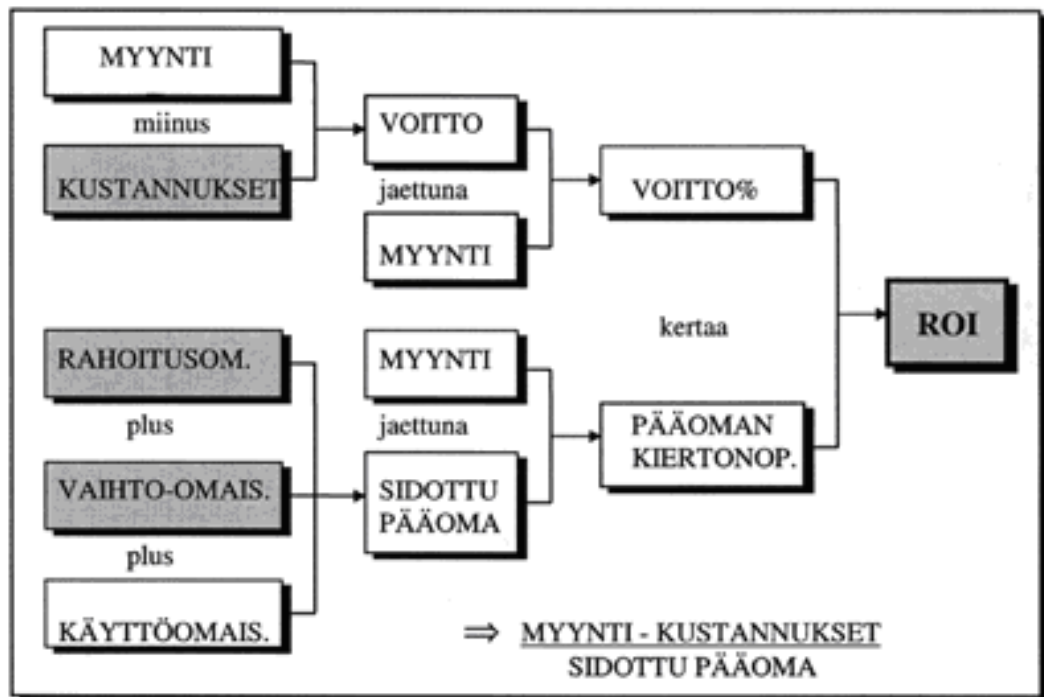 MYYNTI
miinus
KUSTANNUKSET
VOITTO
jaettuna
MYYNTI
VOITTO%
kertaa
ROI
RAHOITUSOM.
plus
VAIHTO-OMAIS.
plus
KÄYTTÖOMAIS.
MYYNTI
jaettuna
SIDOTTU
PÄÄOMA
PÄÄOMAN
KIERTONOP.
⇒ MYYNTI - KUSTANNUKSET
SIDOTTU PÄÄOMA